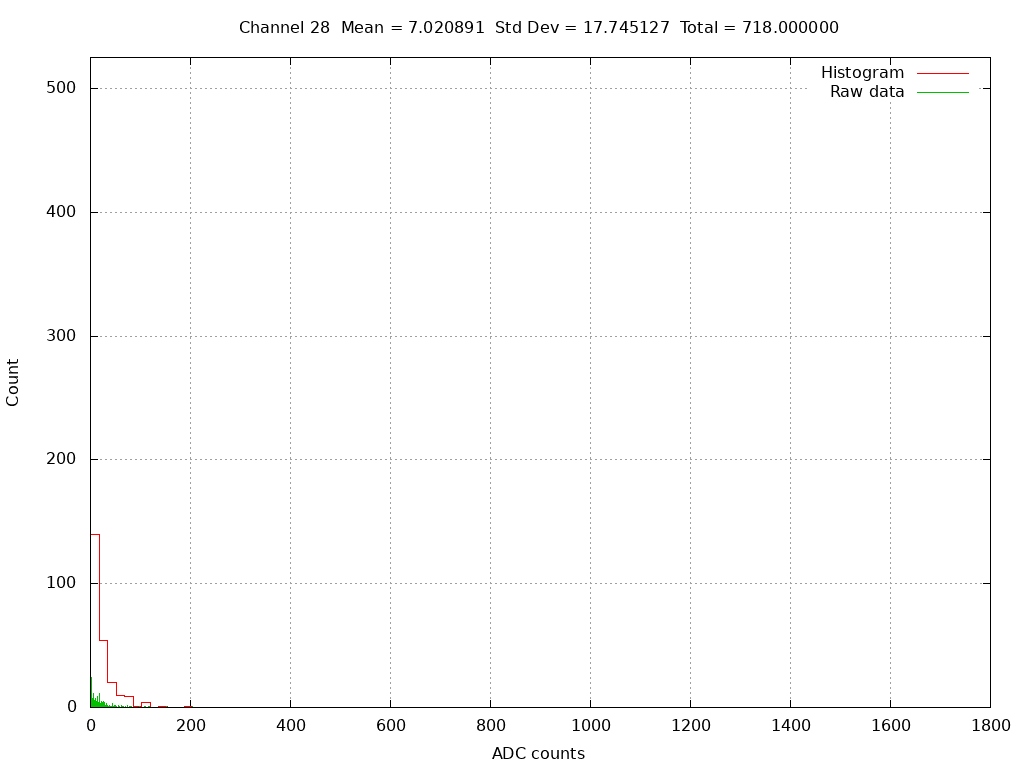 Channel 28  Mean = 7.020891  Std Dev = 17.745127  Total = 718.000000
Histogram
Raw data
500
400
300
200
100
0
Count
0 200 400 600 800 1000 1200 1400 1600 1800
ADC counts